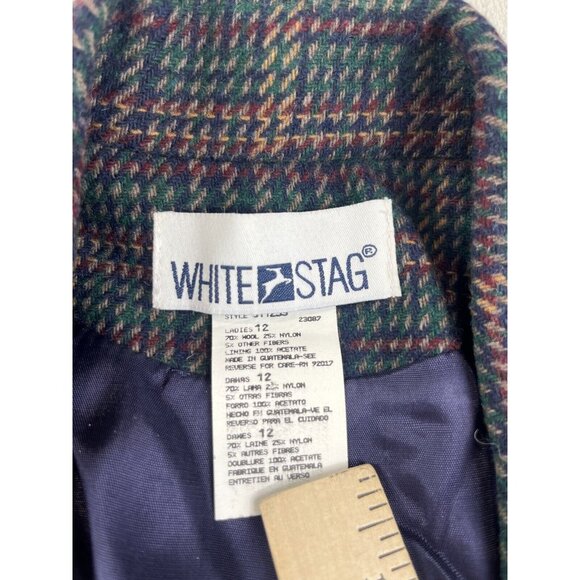 WHITE STAG®
STYLE
23087
LADIES 12
70% WOOL 25% NYLON
5% OTHER FIBERS
LINING 100% ACETATE
MADE IN GUATEMALA-SEE
REVERSE FOR CARE-RN 92017
DAMAS 12
70% LANA 25% NYLON
5% OTRAS FIBRAS
FORRO 100% ACETATO
HECHO EN GUATEMALA-VE EL
REVERSO PARA EL CUIDADO
DAMES 12
70% LAINE 25% NYLON
5% AUTRES FIBRES
DOUBLURE 100% ACETATE
FABRIQUE EN GUATEMALA
ENTRETIEN AU VERSO